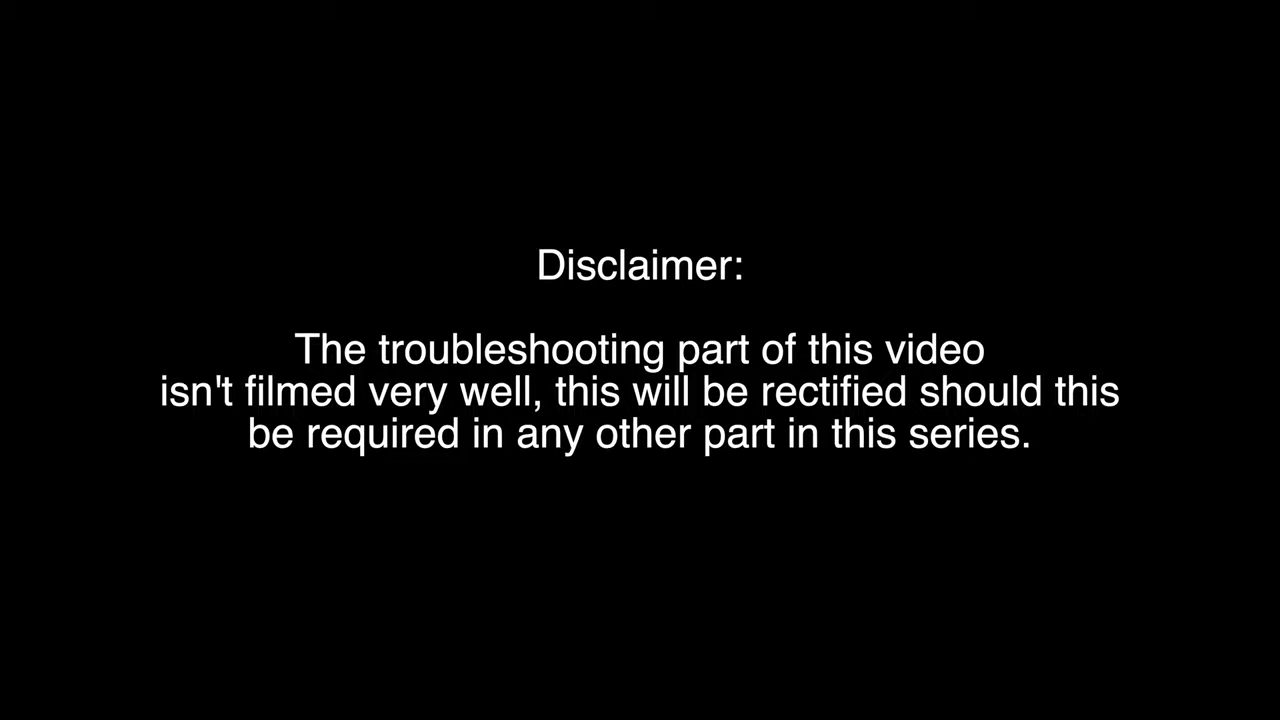 Disclaimer:
The troubleshooting part of this video
isn't filmed very well, this will be rectified should this
be required in any other part in this series.